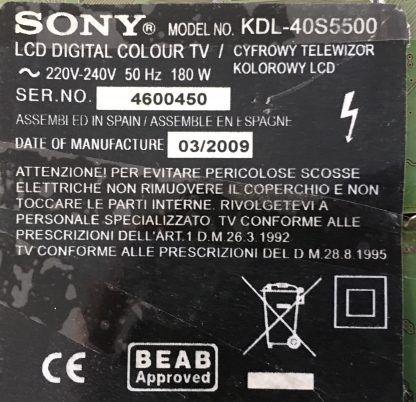 SONY® MODEL NO. KDL-40S5500
LCD DIGITAL COLOUR TV / CYFROWY TELEWIZOR
KOLOROWY LCD
~ 220V-240V 50 Hz 180 W
SER.NO. 4600450
ASSEMBLED IN SPAIN / ASSEMBLE EN ESPAGNE
DATE OF MANUFACTURE 03/2009
ATTENZIONE! PER EVITARE PERICOLOSE SCOSSE
ELETTRICHE NON RIMUOVERE IL COPERCHIO E NON
TOCCARE LE PARTI INTERNE. RIVOLGETEVI A
PERSONALE SPECIALIZZATO. TV CONFORME ALLE
PRESCRIZIONI DELL'ART.1 D.M.26.3.1992
TV CONFORME ALLE PRESCRIZIONI DEL D M.28.8.1995
CE
BEAB
Approved